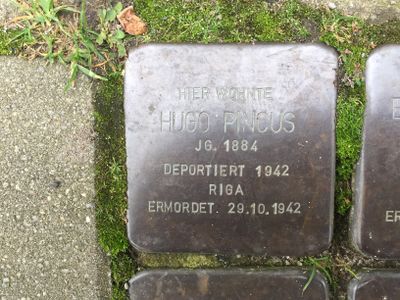 HIER WOHNTE
HUGO PINCUS
JG. 1884
DEPORTIERT 1942
RIGA
ERMORDET 29.10.1942